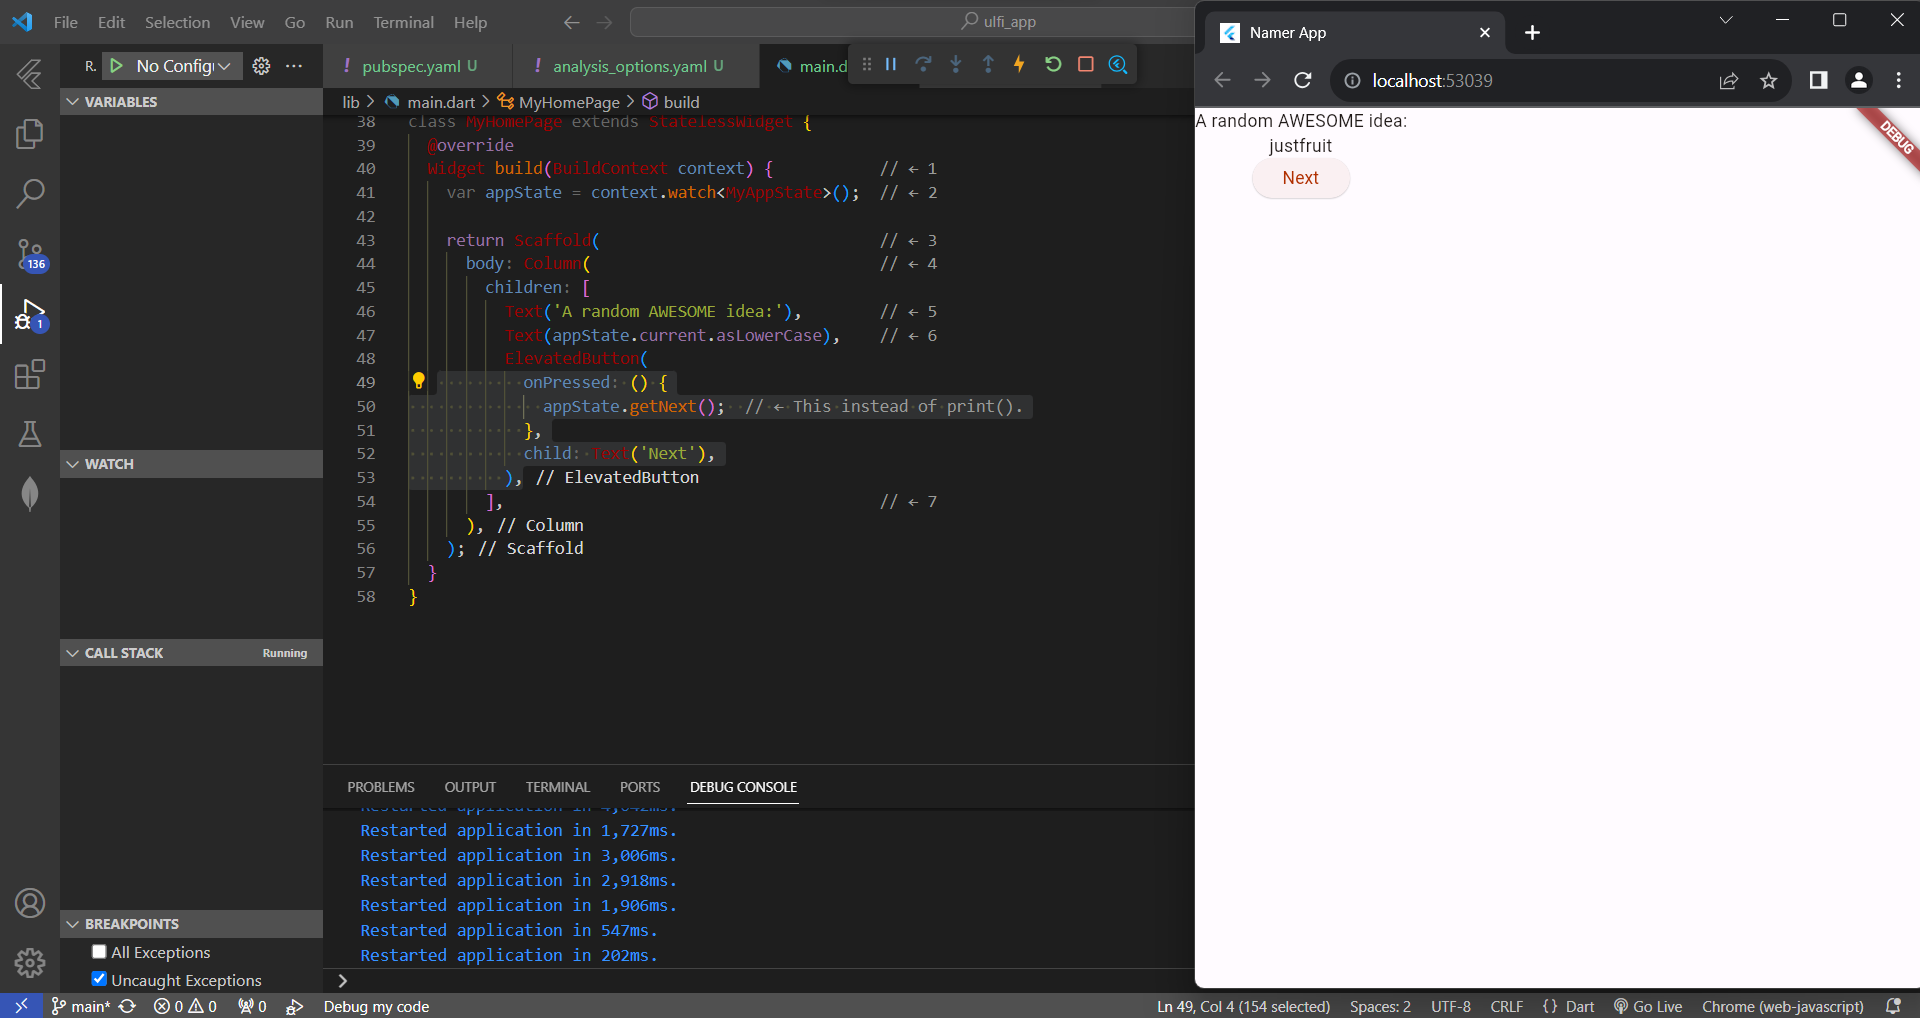 File Edit Selection View Go Run Terminal Help
ulfi_app
R. No Config
pubspec.yaml U
analysis_options.yaml U
main.d
VARIABLES
lib > main.dart > MyHomePage > build
38 class MyHomePage extends StatelessWidget {
39 @override
40 Widget build(BuildContext context) { // ← 1
41 var appState = context.watch<MyAppState>(); // ← 2
42
43 return Scaffold( // ← 3
44 body: Column( // ← 4
45 children: [
46 Text('A random AWESOME idea:'), // ← 5
47 Text(appState.current.asLowerCase), // ← 6
48 ElevatedButton(
49 onPressed: () {
50 appState.getNext(); // ← This instead of print().
51 },
52 child: Text('Next'),
53 ), // ElevatedButton
54 ], // ← 7
55 ), // Column
56 ); // Scaffold
57 }
58 }
136
1
WATCH
CALL STACK Running
BREAKPOINTS
All Exceptions
Uncaught Exceptions
PROBLEMS OUTPUT TERMINAL PORTS DEBUG CONSOLE
Restarted application in
Restarted application in 1,727ms.
Restarted application in 3,006ms.
Restarted application in 2,918ms.
Restarted application in 1,906ms.
Restarted application in 547ms.
Restarted application in 202ms.
>
main* 0 0 0 Debug my code
Ln 49, Col 4 (154 selected) Spaces: 2 UTF-8 CRLF {} Dart Go Live Chrome (web-javascript)
Namer App
localhost:53039
A random AWESOME idea:
justfruit
Next
DEBUG